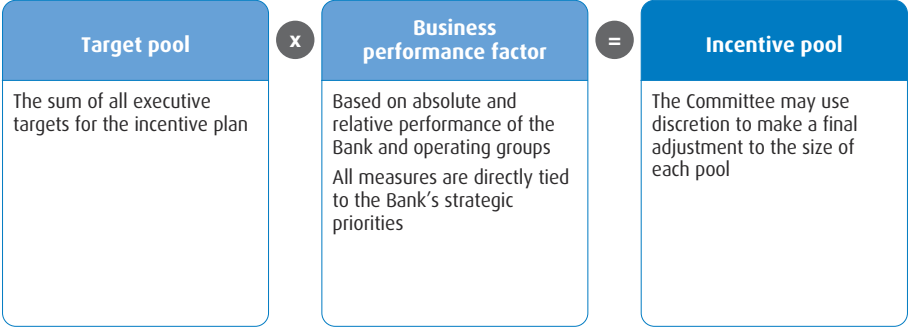 Target pool
The sum of all executive
targets for the incentive plan
x
Business
performance factor
Based on absolute and
relative performance of the
Bank and operating groups
All measures are directly tied
to the Bank's strategic
priorities
=
Incentive pool
The Committee may use
discretion to make a final
adjustment to the size of
each pool